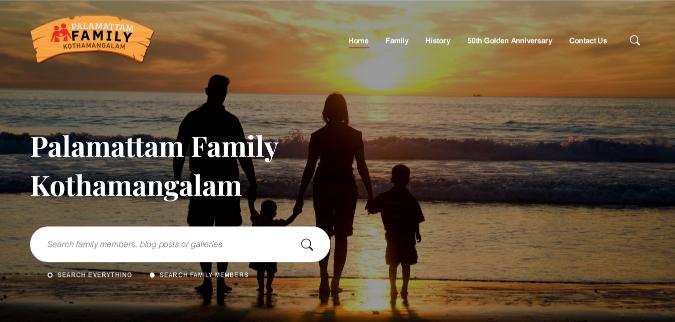 PALAMATTAM
FAMILY
KOTHAMANGALAM
Home Family History 50th Golden Anniversary Contact Us
Palamattam Family
Kothamangalam
Search family members, blog posts or galleries
SEARCH EVERYTHING SEARCH FAMILY MEMBERS